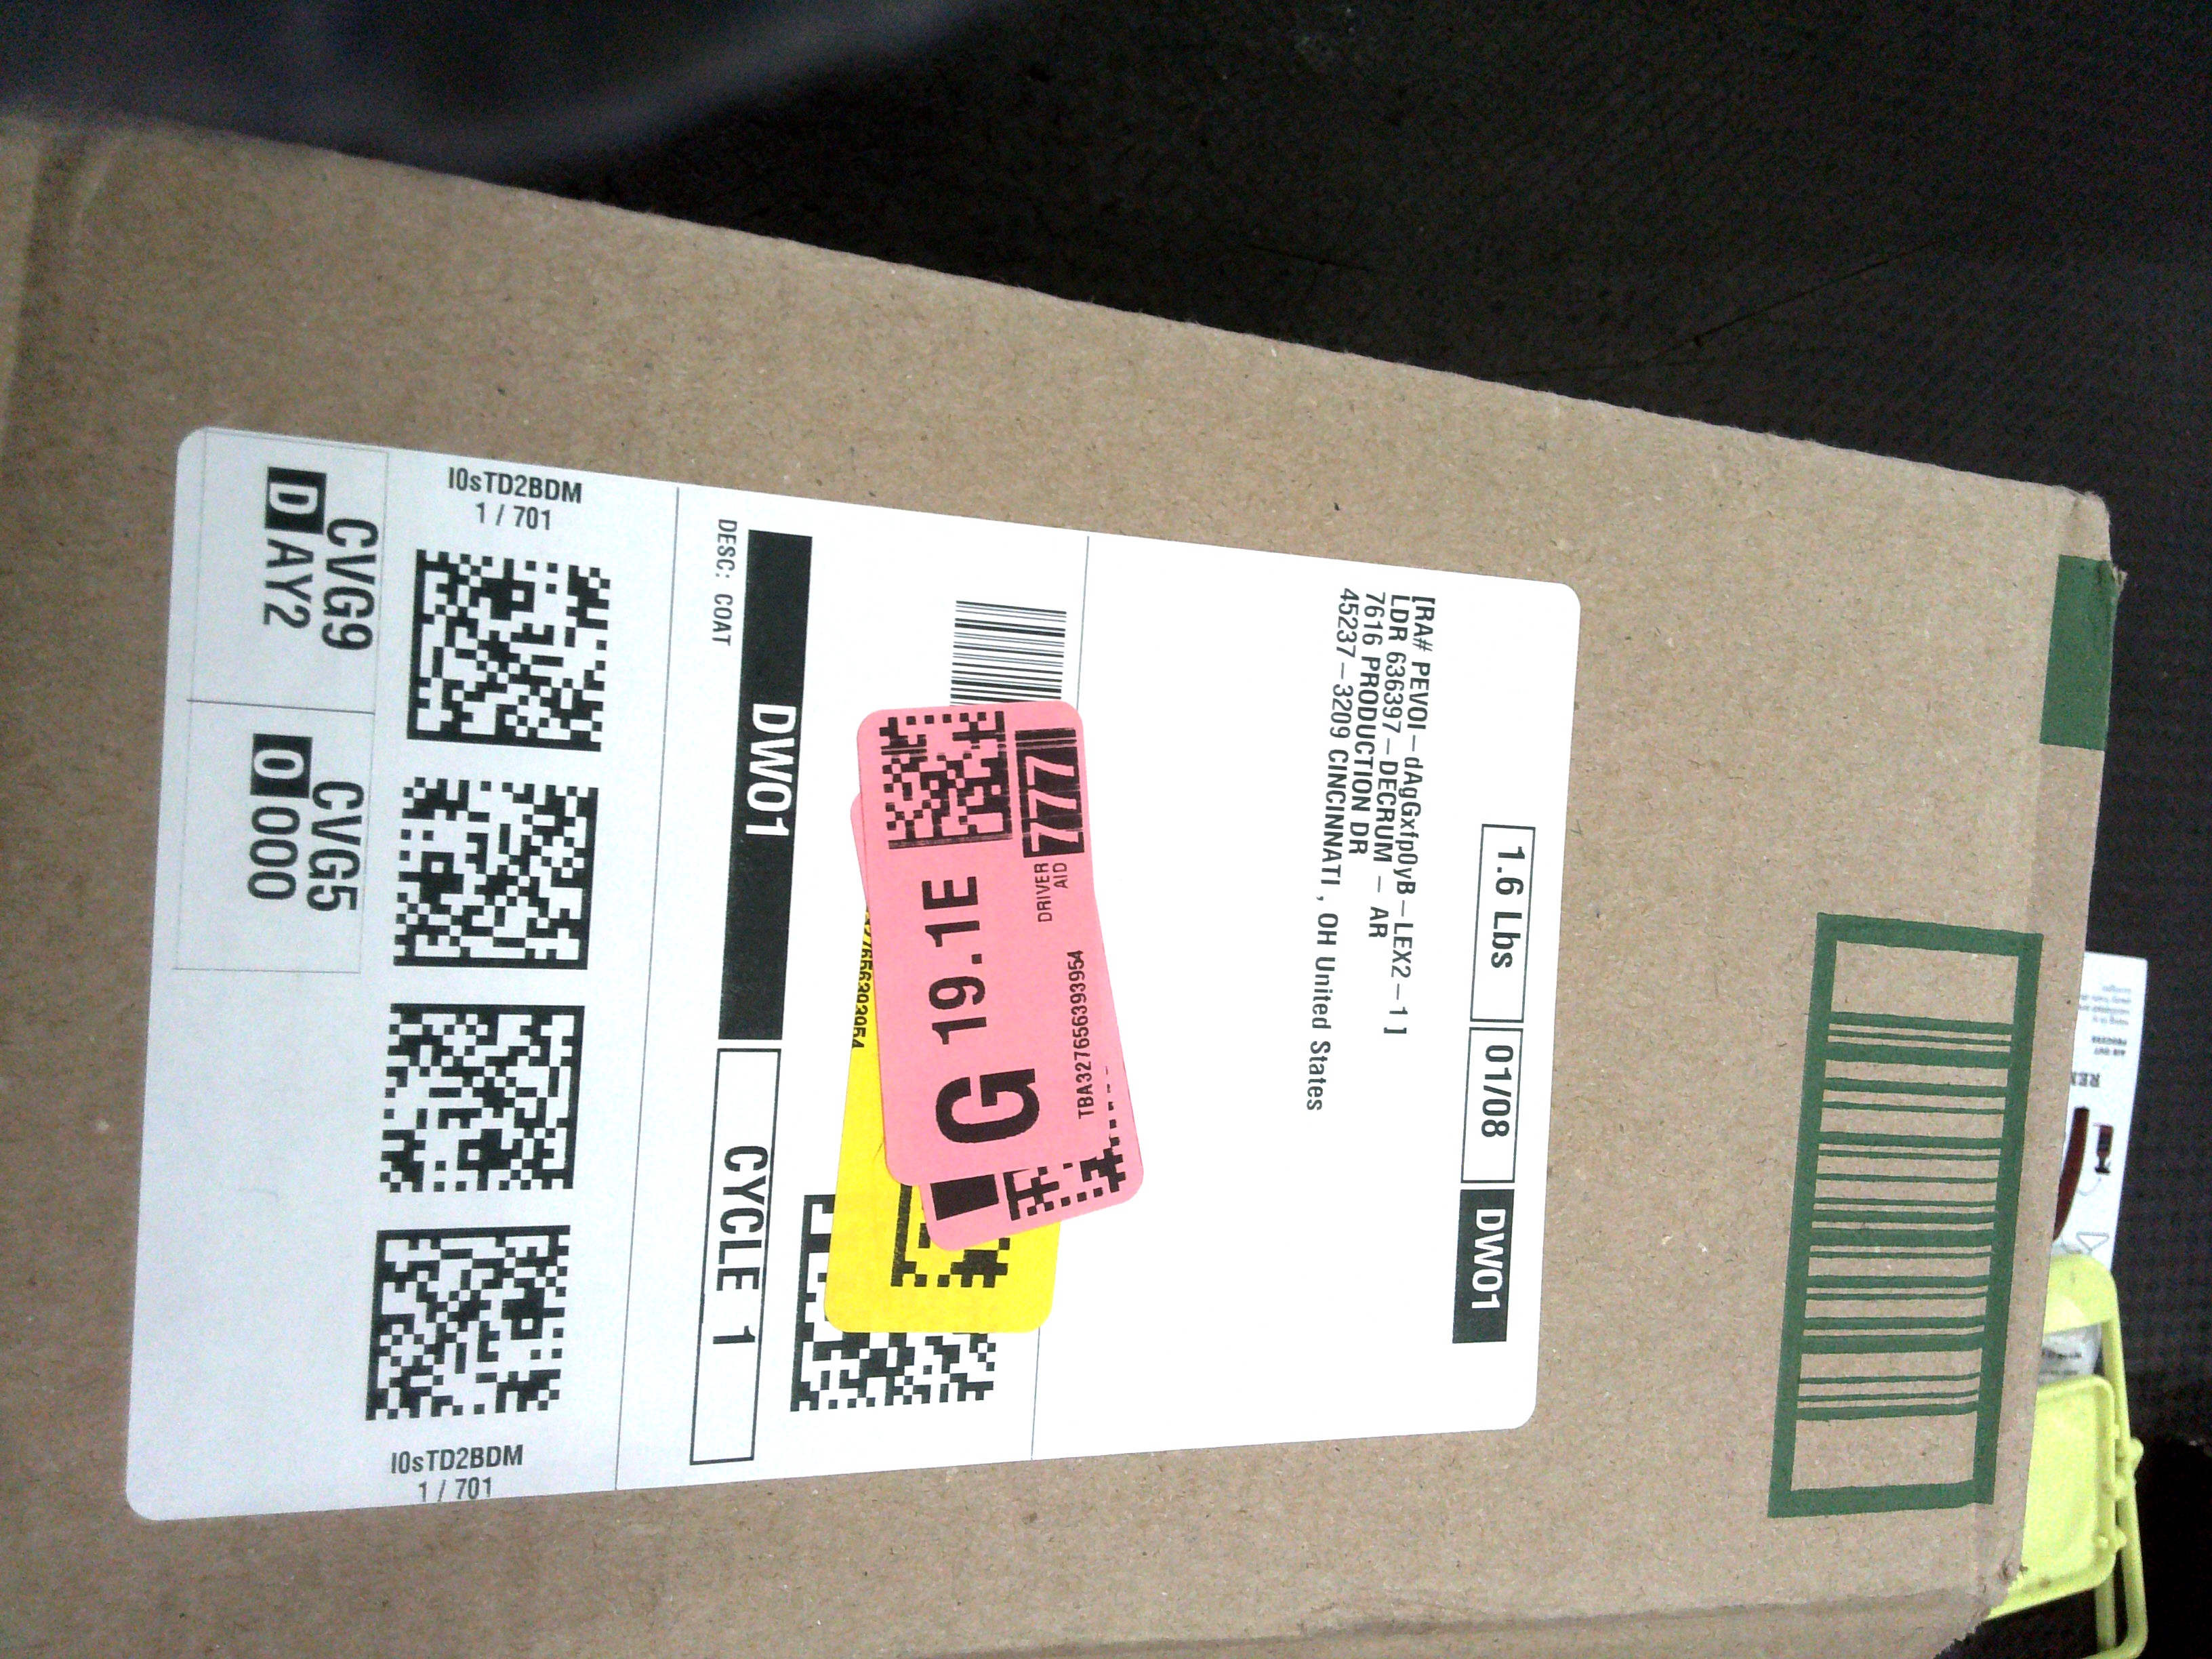 1.6 Lbs
01/08
DW01
[RA# PEVOI-dAgGxfp0yB-LEX2-1]
LDR 636397-DECRUM - AR
7616 PRODUCTION DR
45237-3209 CINCINNATI , OH United States
777
DRIVER
AID
TBA327656393954
G 19.1E
DW01
CYCLE 1
DESC: COAT
I0sTD2BDM
1 / 701
I0sTD2BDM
1 / 701
CVG9
DAY2
CVG5
0000